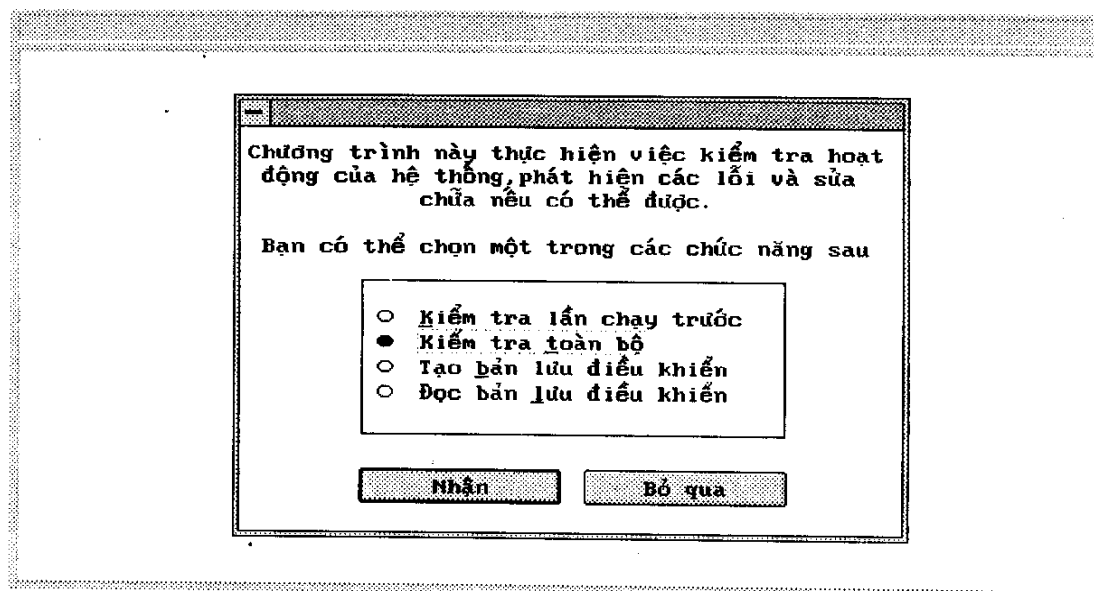 Chương trình này thực hiện việc kiểm tra hoạt
động của hệ thống,phát hiện các lỗi và sửa
chữa nếu có thể được.
Bạn có thể chọn một trong các chức năng sau
Kiểm tra lần chạy trước
Kiểm tra toàn bộ
Tạo bản lưu điều khiển
Đọc bản lưu điều khiển
Nhận
Bỏ qua